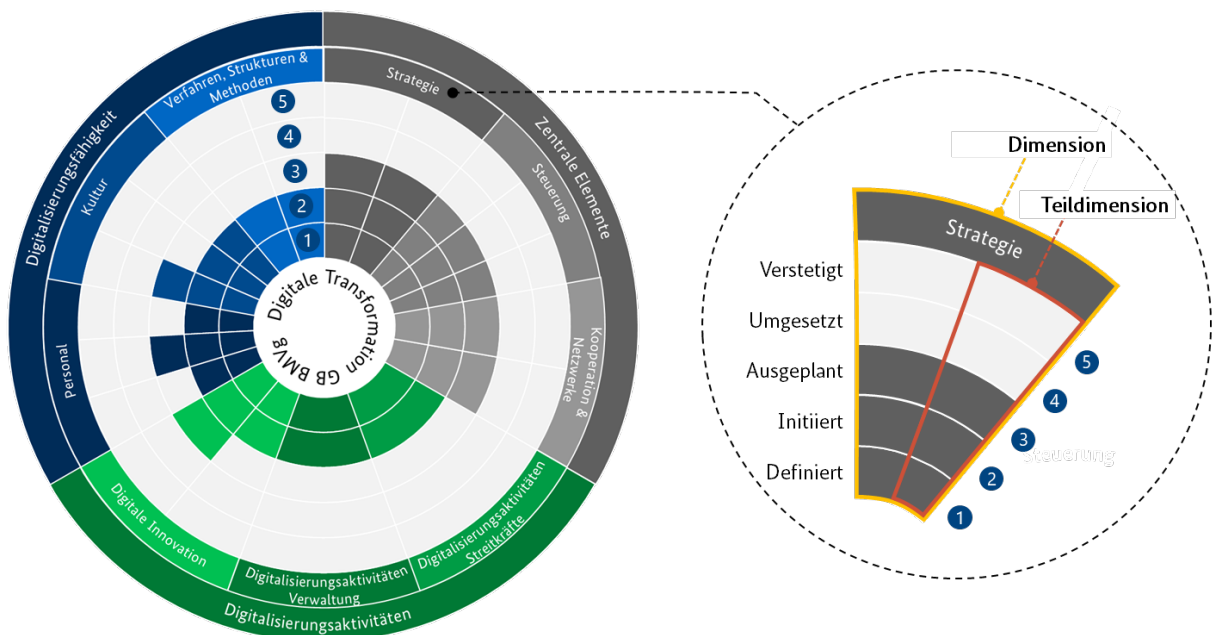 Digitalisierungsfähigkeit
Verfahren, Strukturen &
Methoden
Kultur
Personal
Zentrale Elemente
Strategie
Steuerung
Kooperation &
Netzwerke
5
4
3
2
1
Digitale Transformation GB BMVg
Digitale Innovation
Digitalisierungsaktivitäten
Verwaltung
Digitalisierungsaktivitäten
Streitkräfte
Digitalisierungsaktivitäten
Dimension
Teildimension
Strategie
Verstetigt
Umgesetzt
Ausgeplant
Initiiert
Definiert
5
4
3
2
1
Steuerung